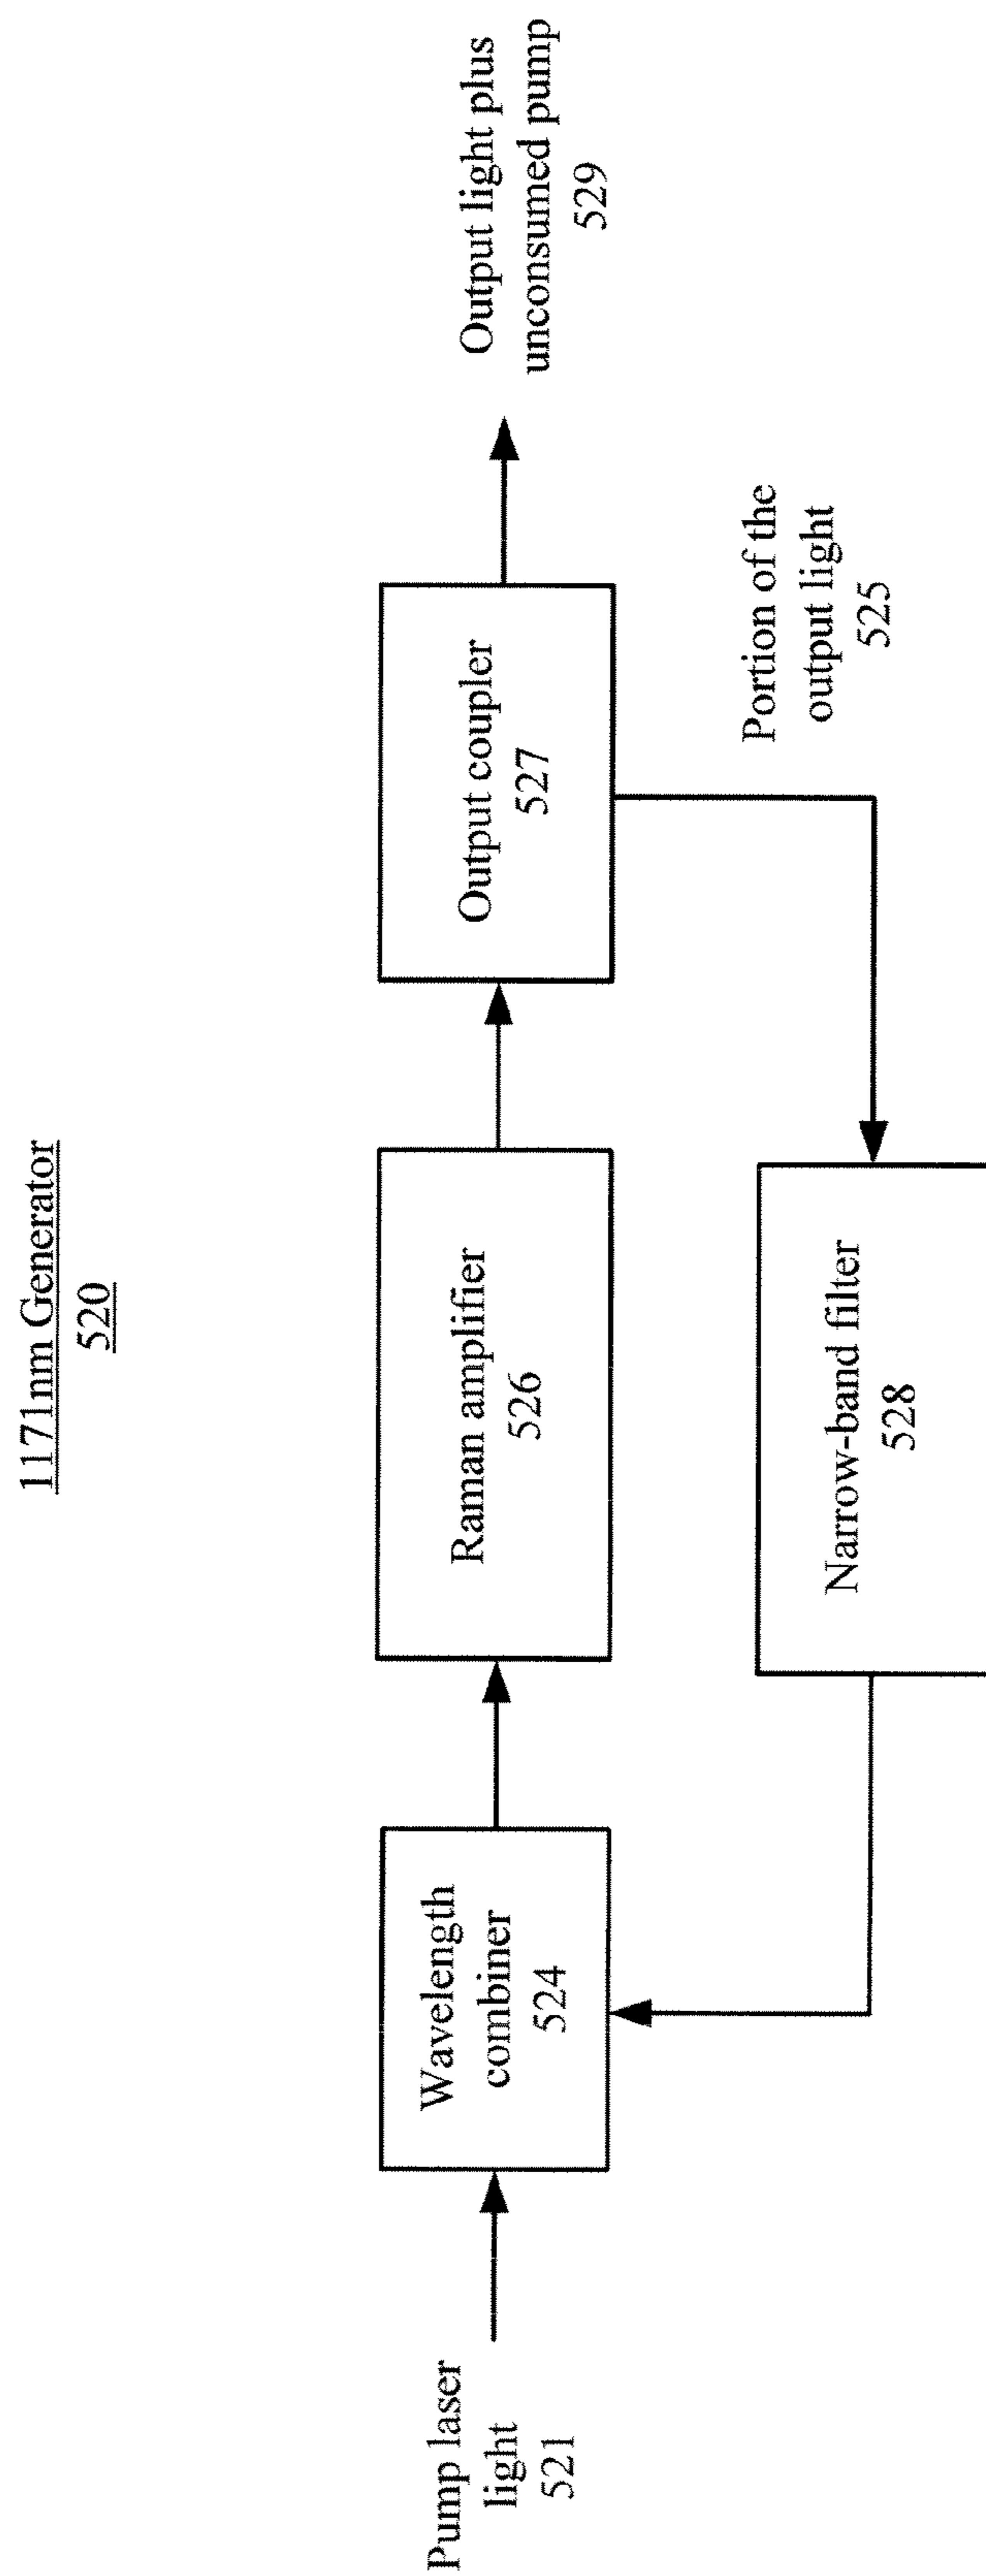 1171nm Generator
520
Pump laser
light
521
Wavelength
combiner
524
Raman amplifier
526
Output coupler
527
Output light plus
unconsumed pump
529
Narrow-band filter
528
Portion of the
output light
525